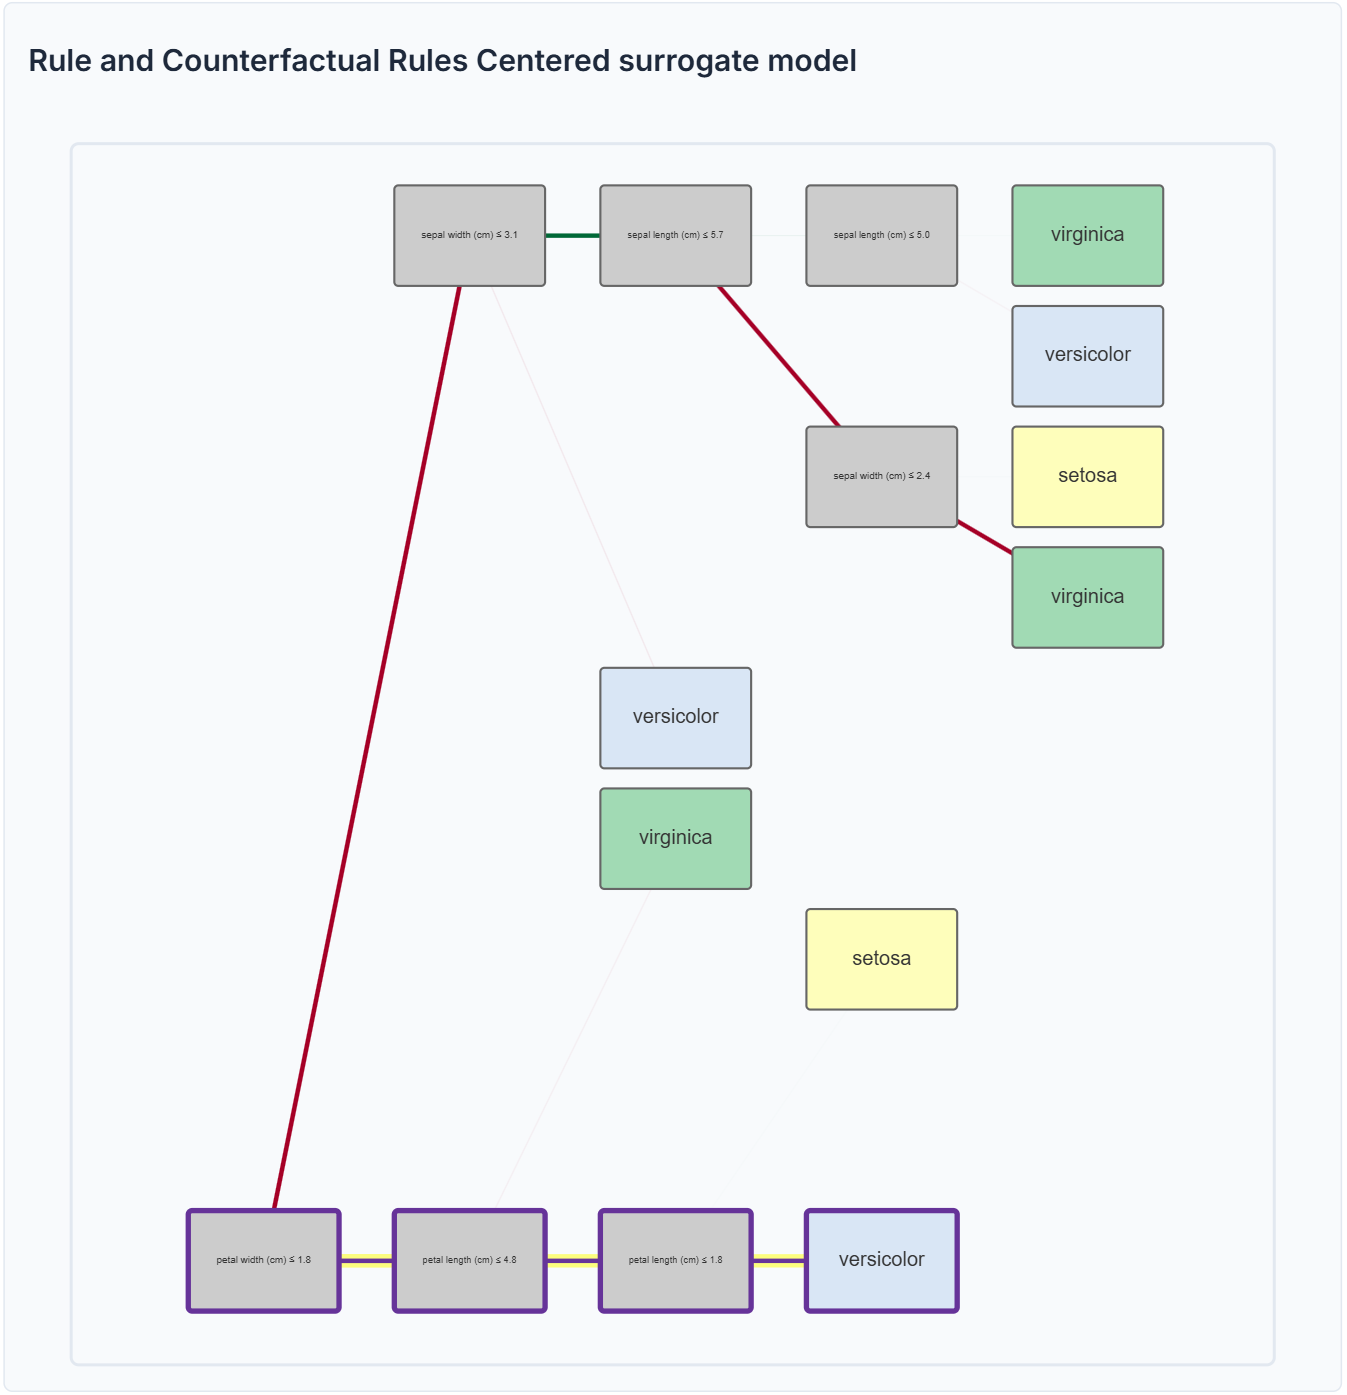 Rule and Counterfactual Rules Centered surrogate model
sepal width (cm) ≤ 3.1
sepal length (cm) ≤ 5.7
sepal length (cm) ≤ 5.0
virginica
versicolor
sepal width (cm) ≤ 2.4
setosa
virginica
versicolor
virginica
setosa
petal width (cm) ≤ 1.8
petal length (cm) ≤ 4.8
petal length (cm) ≤ 1.8
versicolor